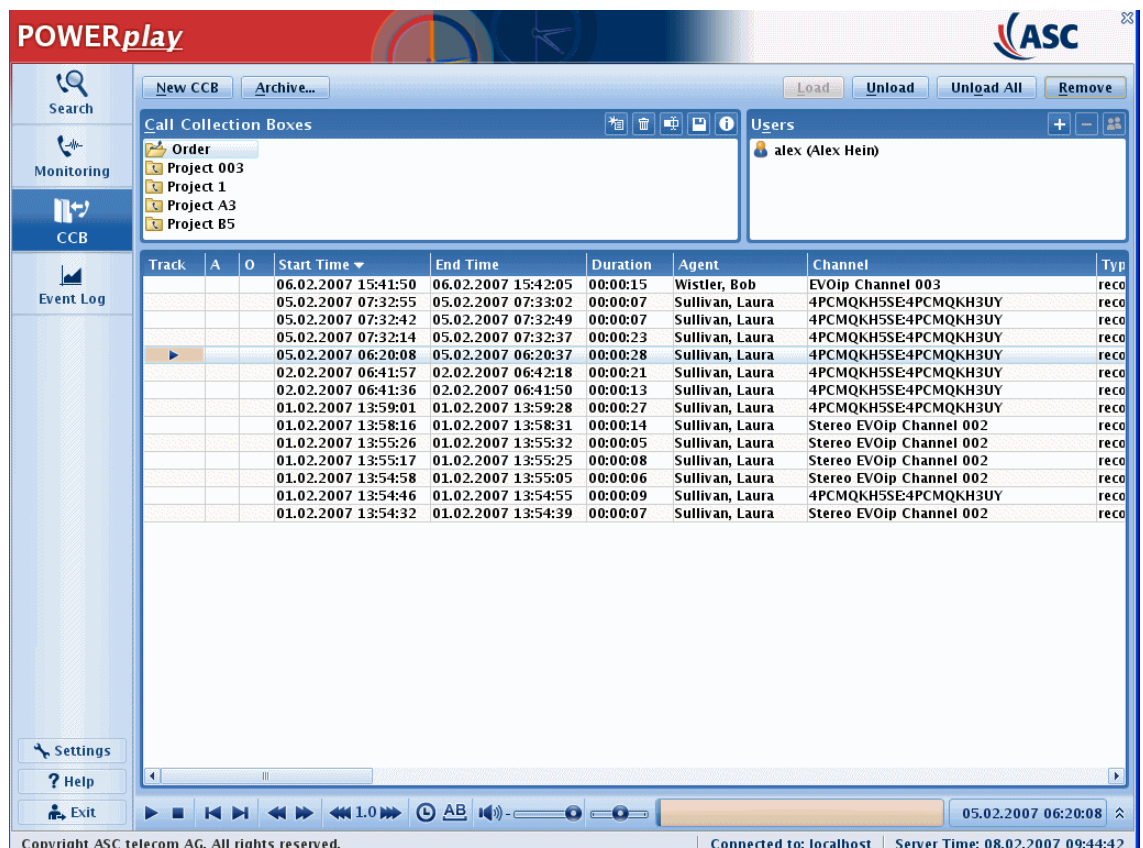 POWERplay
ASC
Search
Monitoring
CCB
Event Log
Settings
? Help
Exit
New CCB Archive... Load Unload Unload All Remove
Call Collection Boxes
Order
Project 003
Project 1
Project A3
Project B5
Users
alex (Alex Hein)
Track A O Start Time End Time Duration Agent Channel Typ
06.02.2007 15:41:50 06.02.2007 15:42:05 00:00:15 Wistler, Bob EVOip Channel 003 reco
05.02.2007 07:32:55 05.02.2007 07:33:02 00:00:07 Sullivan, Laura 4PCMQKH5SE:4PCMQKH3UY reco
05.02.2007 07:32:42 05.02.2007 07:32:49 00:00:07 Sullivan, Laura 4PCMQKH5SE:4PCMQKH3UY reco
05.02.2007 07:32:14 05.02.2007 07:32:37 00:00:23 Sullivan, Laura 4PCMQKH5SE:4PCMQKH3UY reco
05.02.2007 06:20:08 05.02.2007 06:20:37 00:00:28 Sullivan, Laura 4PCMQKH5SE:4PCMQKH3UY reco
02.02.2007 06:41:57 02.02.2007 06:42:18 00:00:21 Sullivan, Laura 4PCMQKH5SE:4PCMQKH3UY reco
02.02.2007 06:41:36 02.02.2007 06:41:50 00:00:13 Sullivan, Laura 4PCMQKH5SE:4PCMQKH3UY reco
01.02.2007 13:59:01 01.02.2007 13:59:28 00:00:27 Sullivan, Laura 4PCMQKH5SE:4PCMQKH3UY reco
01.02.2007 13:58:16 01.02.2007 13:58:31 00:00:14 Sullivan, Laura Stereo EVOip Channel 002 reco
01.02.2007 13:55:26 01.02.2007 13:55:32 00:00:05 Sullivan, Laura Stereo EVOip Channel 002 reco
01.02.2007 13:55:17 01.02.2007 13:55:25 00:00:08 Sullivan, Laura Stereo EVOip Channel 002 reco
01.02.2007 13:54:58 01.02.2007 13:55:05 00:00:06 Sullivan, Laura Stereo EVOip Channel 002 reco
01.02.2007 13:54:46 01.02.2007 13:54:55 00:00:09 Sullivan, Laura 4PCMQKH5SE:4PCMQKH3UY reco
01.02.2007 13:54:32 01.02.2007 13:54:39 00:00:07 Sullivan, Laura Stereo EVOip Channel 002 reco
1.0 AB 05.02.2007 06:20:08
Copyright ASC telecom AG. All rights reserved. Connected to: localhost Server Time: 08.02.2007 09:44:42